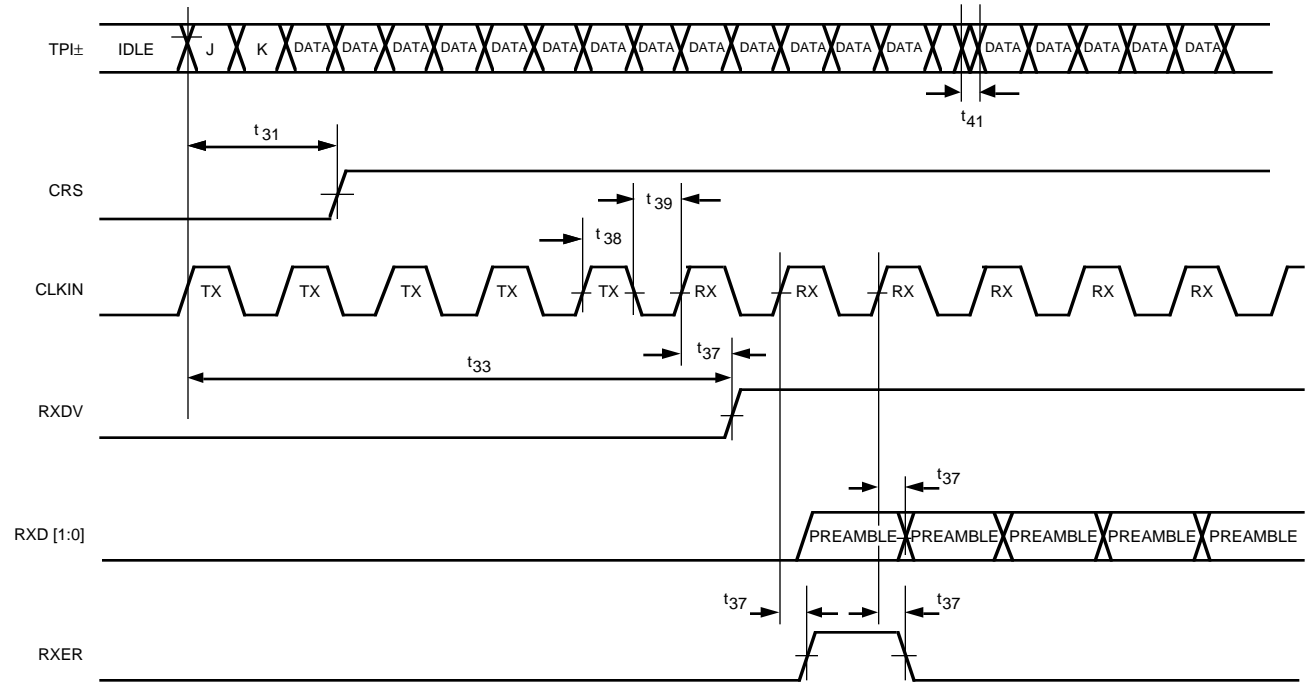 TPI± IDLE J K DATA DATA DATA DATA DATA DATA DATA DATA DATA DATA DATA DATA DATA DATA DATA DATA DATA DATA
t41
t31
CRS
t39
t38
CLKIN TX TX TX TX TX RX RX RX RX RX RX
t37
t33
RXDV
t37
RXD [1:0] PREAMBLE PREAMBLE PREAMBLE PREAMBLE PREAMBLE
t37 t37
RXER